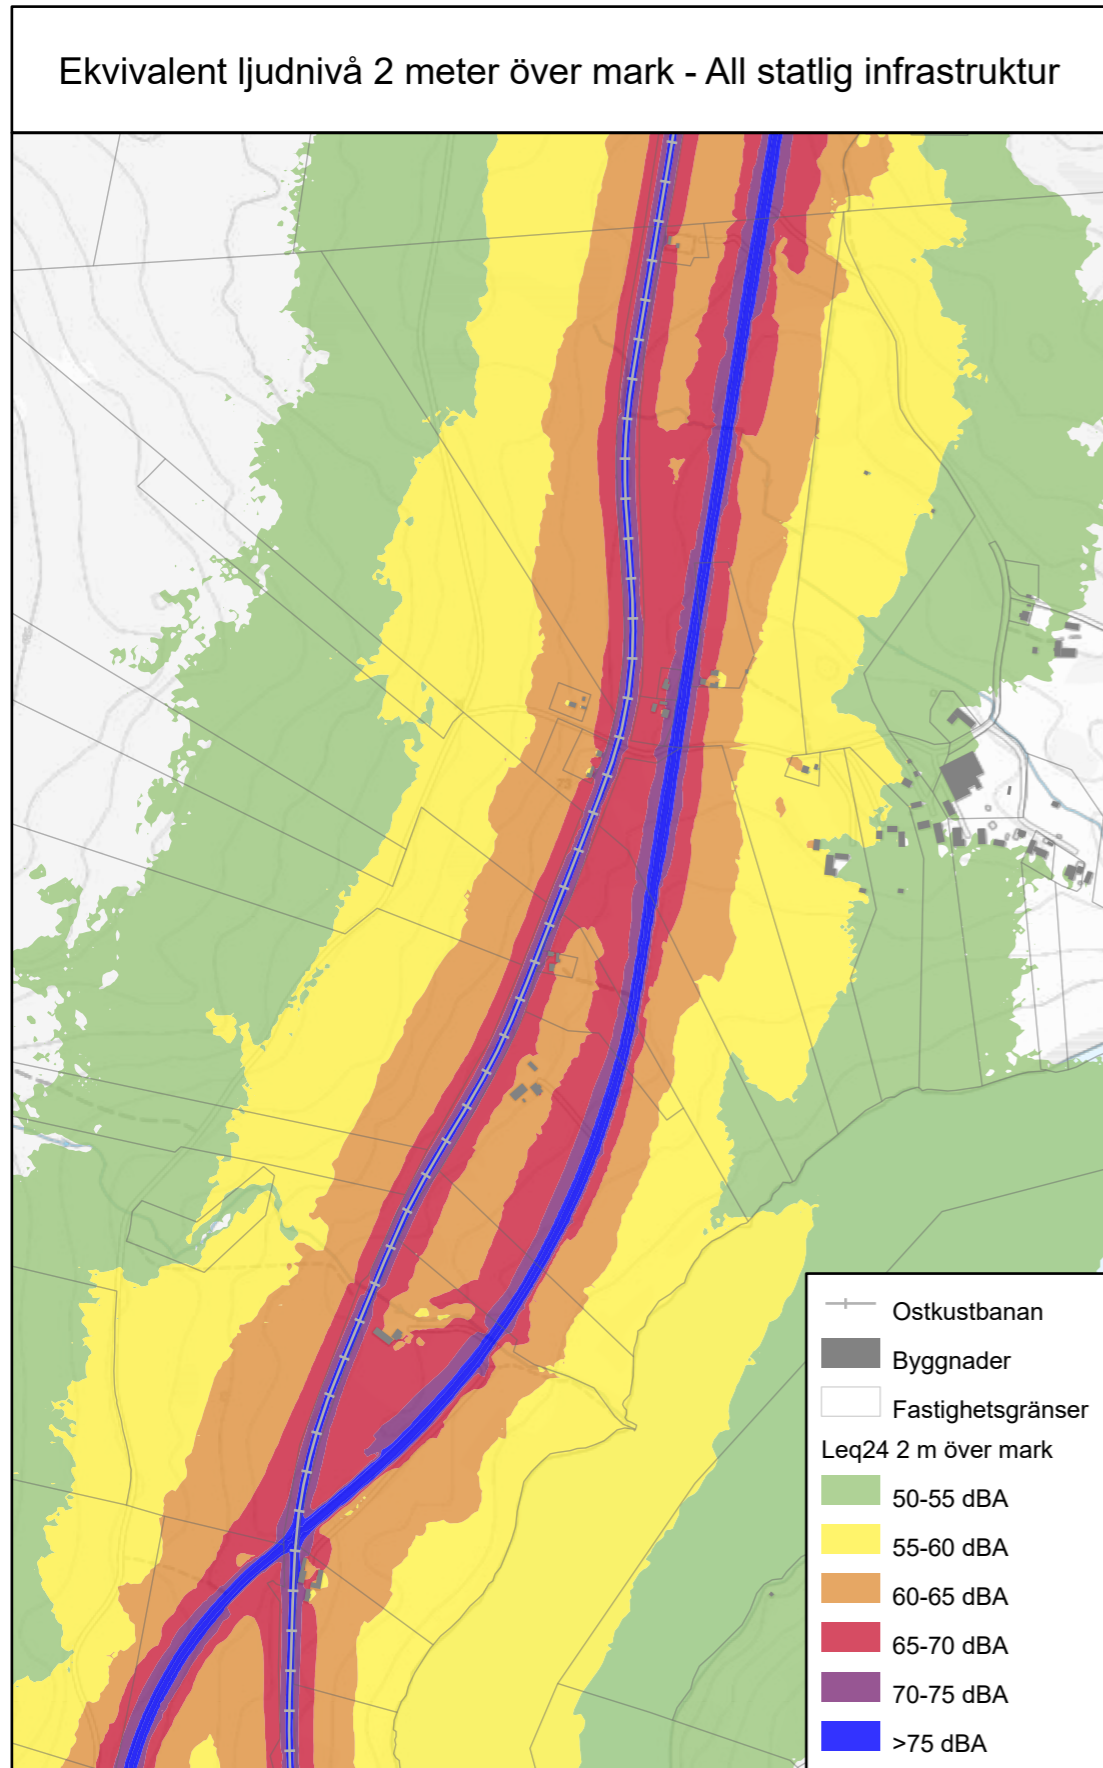 Ekvivalent ljudnivå 2 meter över mark - All statlig infrastruktur
73
Ostkustbanan
Byggnader
Fastighetsgränser
Leq24 2 m över mark
50-55 dBA
55-60 dBA
60-65 dBA
65-70 dBA
70-75 dBA
>75 dBA